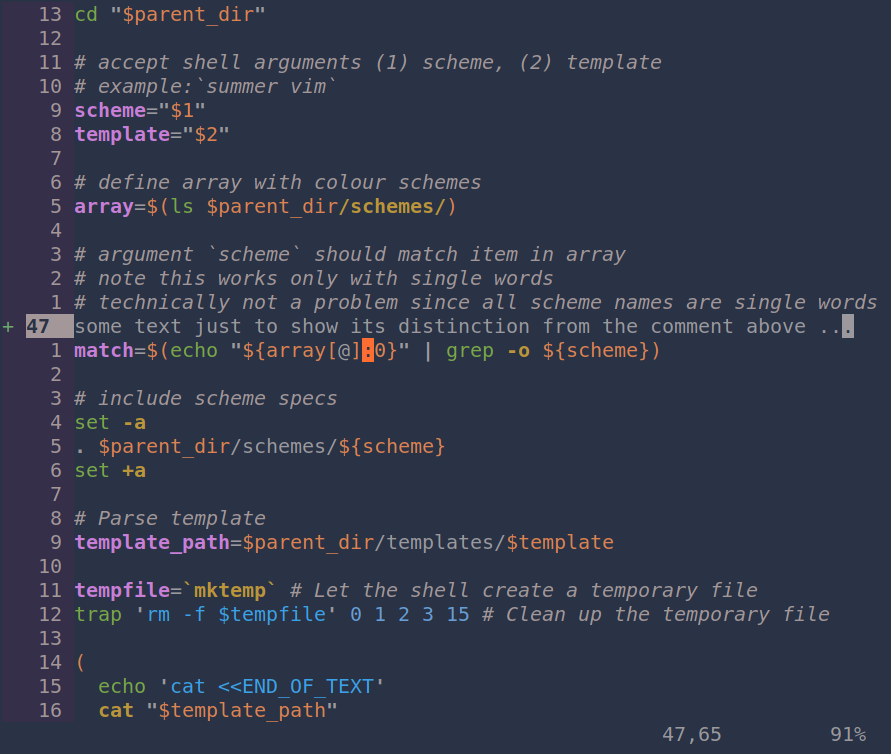 13 cd "$parent_dir"
12
11 # accept shell arguments (1) scheme, (2) template
10 # example:`summer vim`
9 scheme="$1"
8 template="$2"
7
6 # define array with colour schemes
5 array=$(ls $parent_dir/schemes/)
4
3 # argument `scheme` should match item in array
2 # note this works only with single words
1 # technically not a problem since all scheme names are single words
+ 47 some text just to show its distinction from the comment above ...
1 match=$(echo "${array[@]:0}" | grep -o ${scheme})
2
3 # include scheme specs
4 set -a
5 . $parent_dir/schemes/${scheme}
6 set +a
7
8 # Parse template
9 template_path=$parent_dir/templates/$template
10
11 tempfile=`mktemp` # Let the shell create a temporary file
12 trap 'rm -f $tempfile' 0 1 2 3 15 # Clean up the temporary file
13
14 (
15   echo 'cat <<END_OF_TEXT'
16   cat "$template_path"
47,65 91%